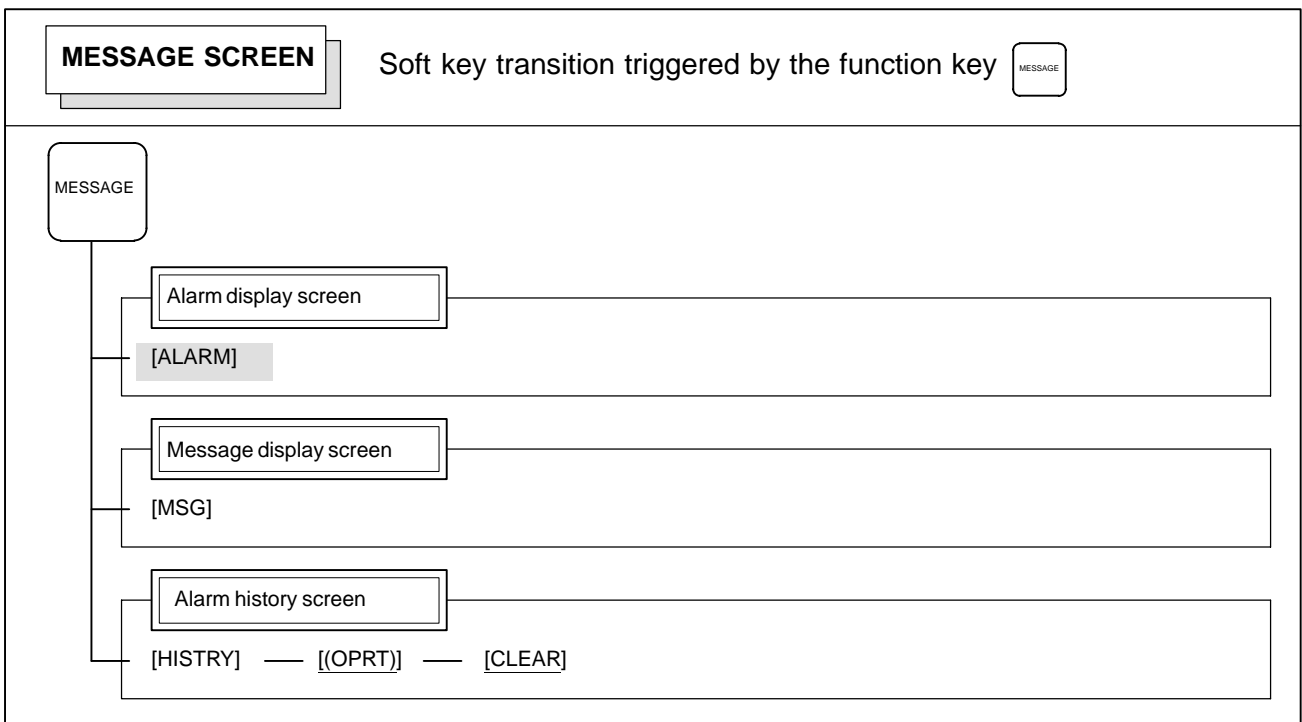 MESSAGE SCREEN
Soft key transition triggered by the function key MESSAGE
MESSAGE
Alarm display screen
[ALARM]
Message display screen
[MSG]
Alarm history screen
[HISTRY] [(OPRT)] [CLEAR]